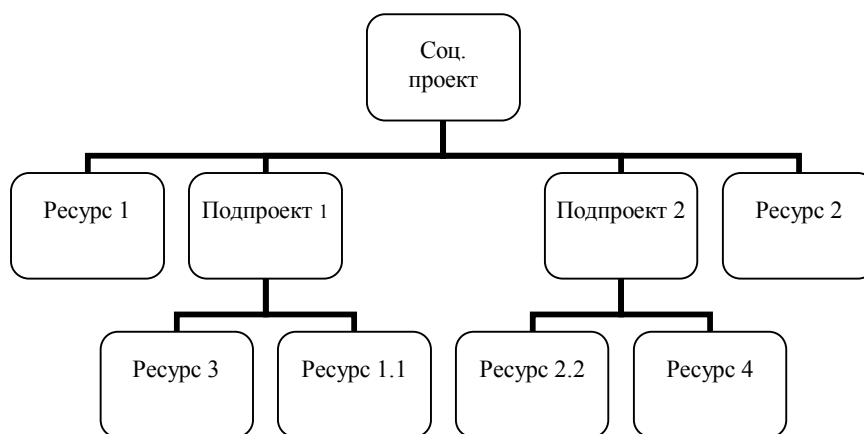 Соц.
проект
Ресурс 1
Подпроект 1
Подпроект 2
Ресурс 2
Ресурс 3
Ресурс 1.1
Ресурс 2.2
Ресурс 4